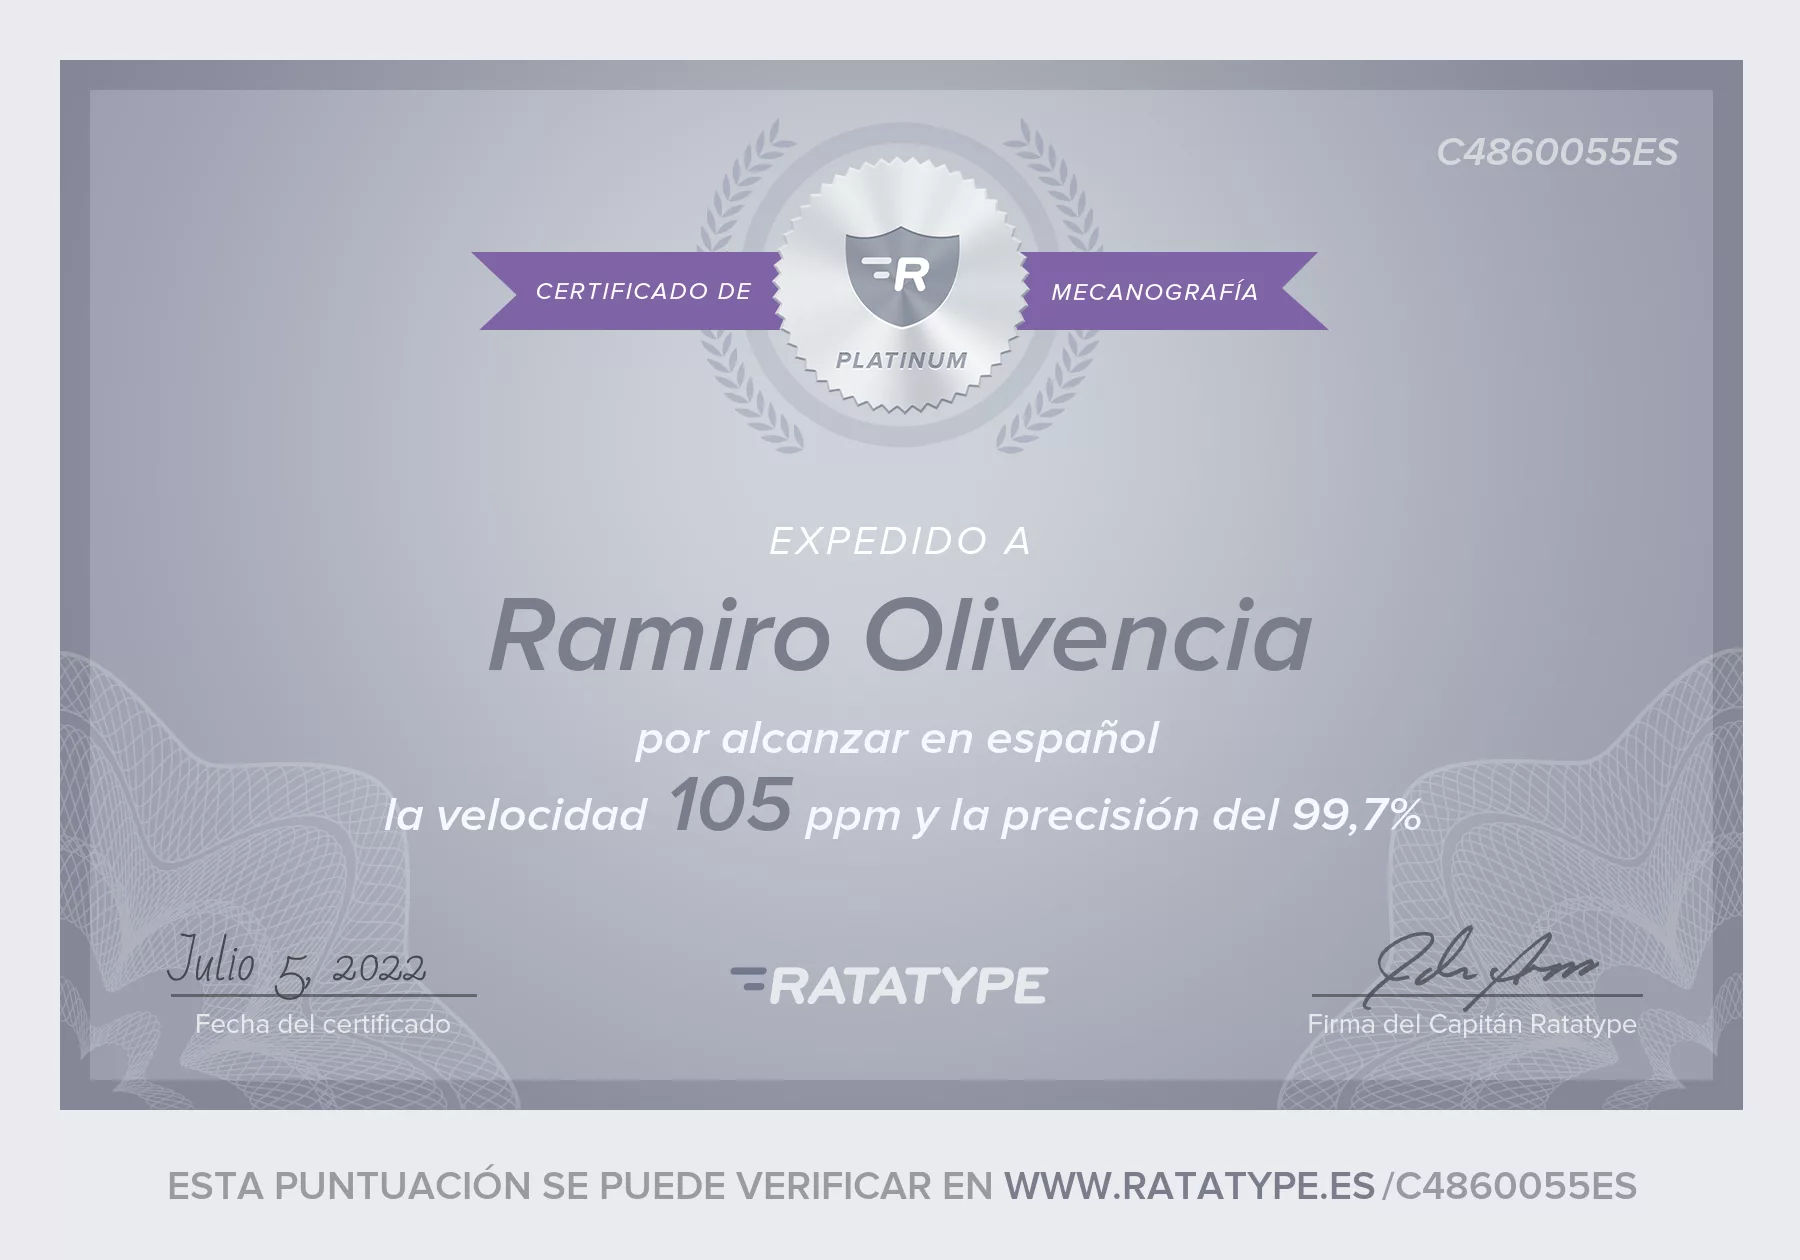 C4860055ES
CERTIFICADO DE
MECANOGRAFÍA
R
PLATINUM
EXPEDIDO A
Ramiro Olivencia
por alcanzar en español
la velocidad 105 ppm y la precisión del 99,7%
Julio 5, 2022
Fecha del certificado
RATATYPE
Firma del Capitán Ratatype
ESTA PUNTUACIÓN SE PUEDE VERIFICAR EN WWW.RATATYPE.ES /C4860055ES